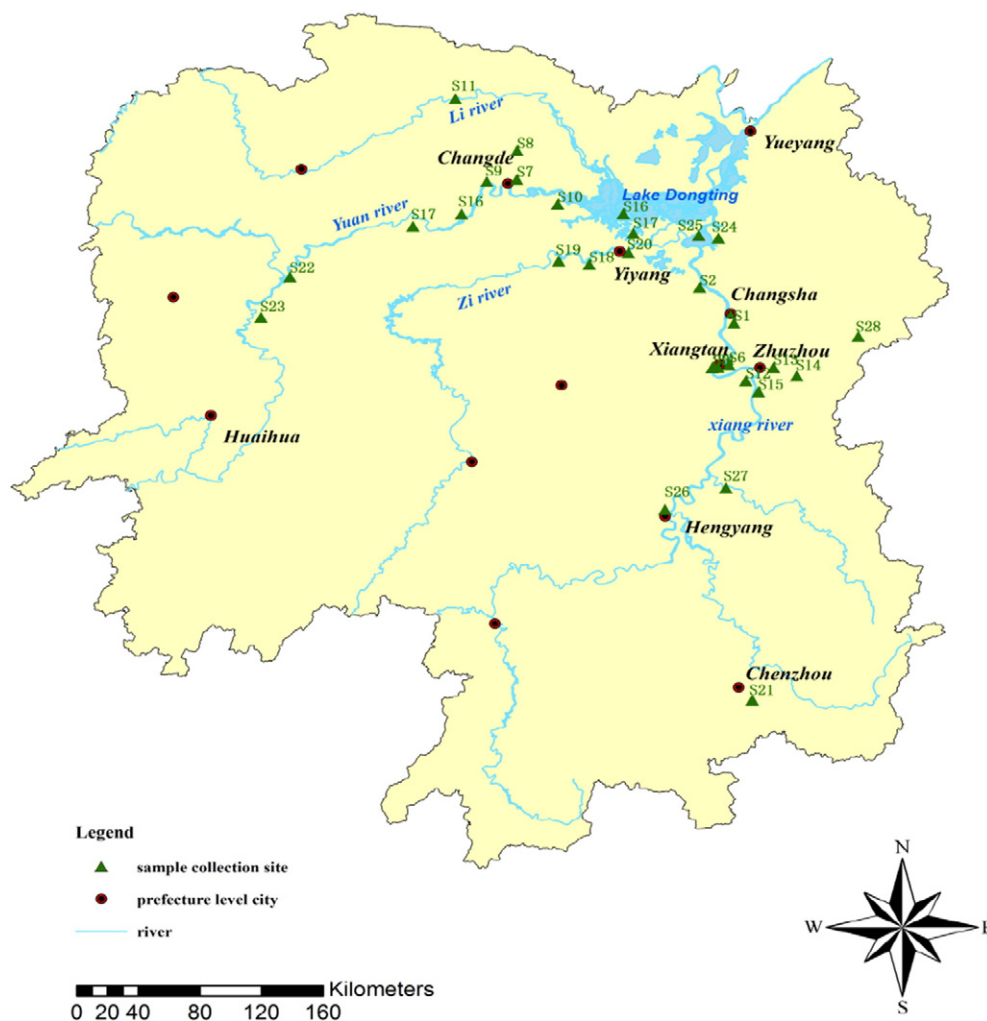 S11
Li river
Yueyang
S8
Changde
S9
S7
Lake Dongting
S10
S16
S16
Yuan river
S17
S17
S25
S24
S19
S18
S20
Yiyang
S22
S2
Zi river
Changsha
S23
S1
S28
Xiangtan
S6
Zhuzhou
S13
S14
S12
S15
Huaihua
xiang river
S27
S26
Hengyang
Chenzhou
S21
Legend
sample collection site
prefecture level city
river
N
W
E
S
Kilometers
0 20 40 80 120 160